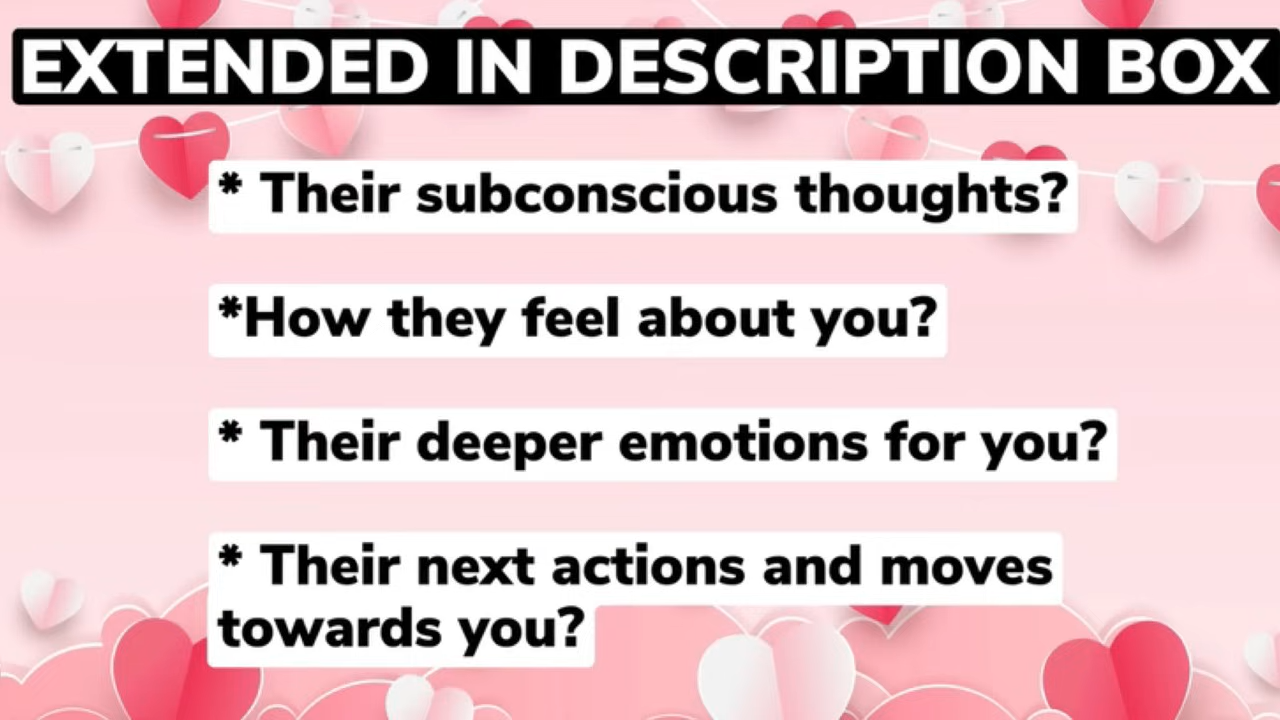 EXTENDED IN DESCRIPTION BOX
* Their subconscious thoughts?
*How they feel about you?
* Their deeper emotions for you?
* Their next actions and moves
towards you?